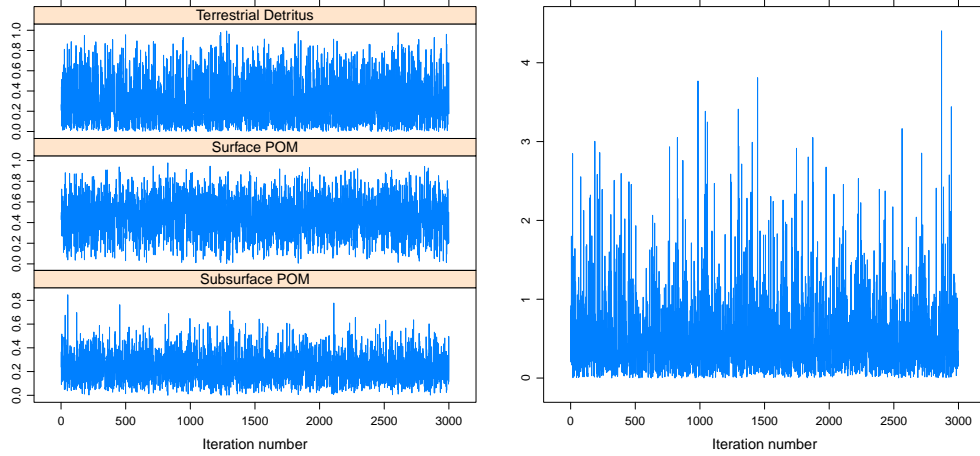 Terrestrial Detritus
0.0 0.2 0.4 0.6 0.8 1.0
Surface POM
0.0 0.2 0.4 0.6 0.8 1.0
Subsurface POM
0.0 0.2 0.4 0.6 0.8
0 500 1000 1500 2000 2500 3000
Iteration number
4
3
2
1
0
0 500 1000 1500 2000 2500 3000
Iteration number